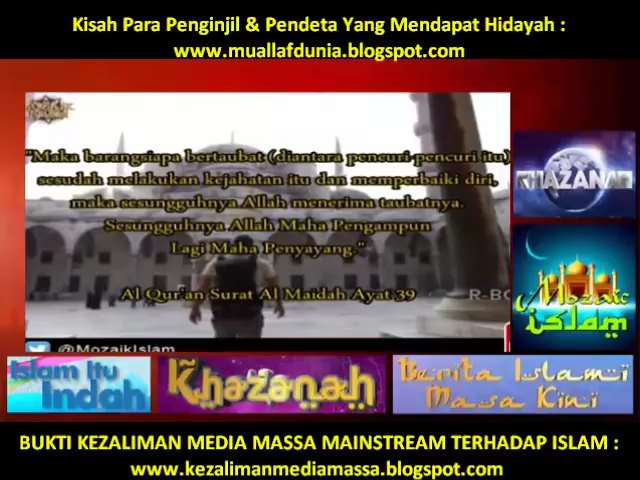 Kisah Para Penginjil & Pendeta Yang Mendapat Hidayah :
www.muallafdunia.blogspot.com
"Maka barangsiapa bertaubat (diantara pencuri-pencuri itu)
sesudah melakukan kejahatan itu dan memperbaiki diri,
maka sesungguhnya Allah menerima taubatnya.
Sesungguhnya Allah Maha Pengampun
Lagi Maha Penyayang."
Al Qur'an Surat Al Maidah Ayat 39
R-BO
@MozaikIslam
KHAZANAH
Mozaic
islam
Islam Itu
Indah
Khazanah
Berita Islami
Masa Kini
BUKTI KEZALIMAN MEDIA MASSA MAINSTREAM TERHADAP ISLAM :
www.kezalimanmediamassa.blogspot.com